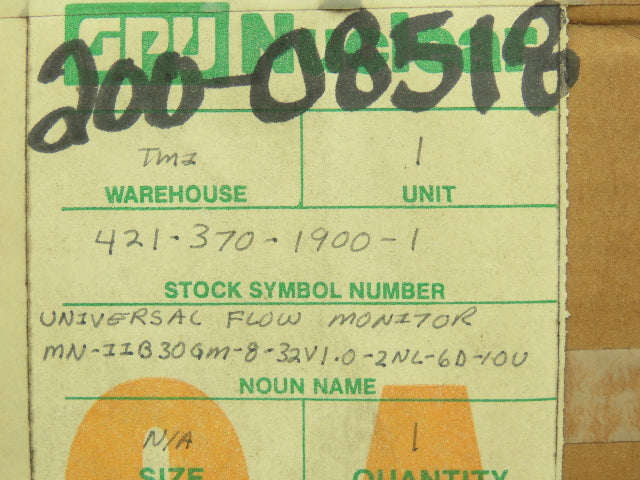 GPU Nuclear
200-08518
TMI 1
WAREHOUSE UNIT
421-370-1900-1
STOCK SYMBOL NUMBER
UNIVERSAL FLOW MONITOR
MN-IIB30GM-8-32V1.0-2NL-6D-10U
NOUN NAME
N/A 1
SIZE QUANTITY